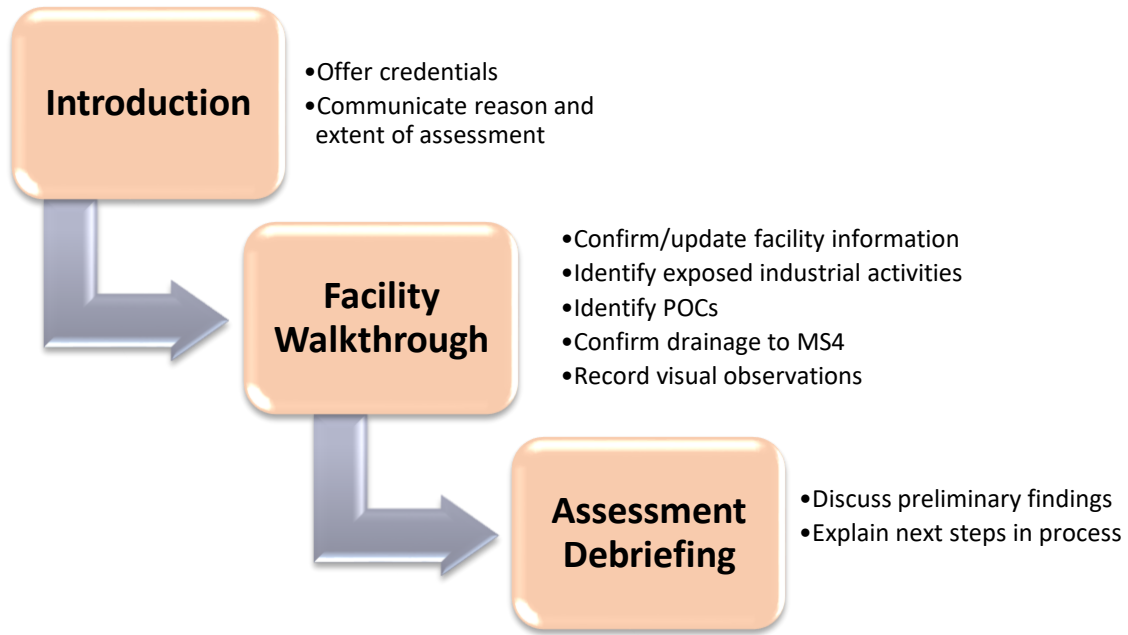 Introduction
•Offer credentials
•Communicate reason and
extent of assessment
Facility
Walkthrough
•Confirm/update facility information
•Identify exposed industrial activities
•Identify POCs
•Confirm drainage to MS4
•Record visual observations
Assessment
Debriefing
•Discuss preliminary findings
•Explain next steps in process